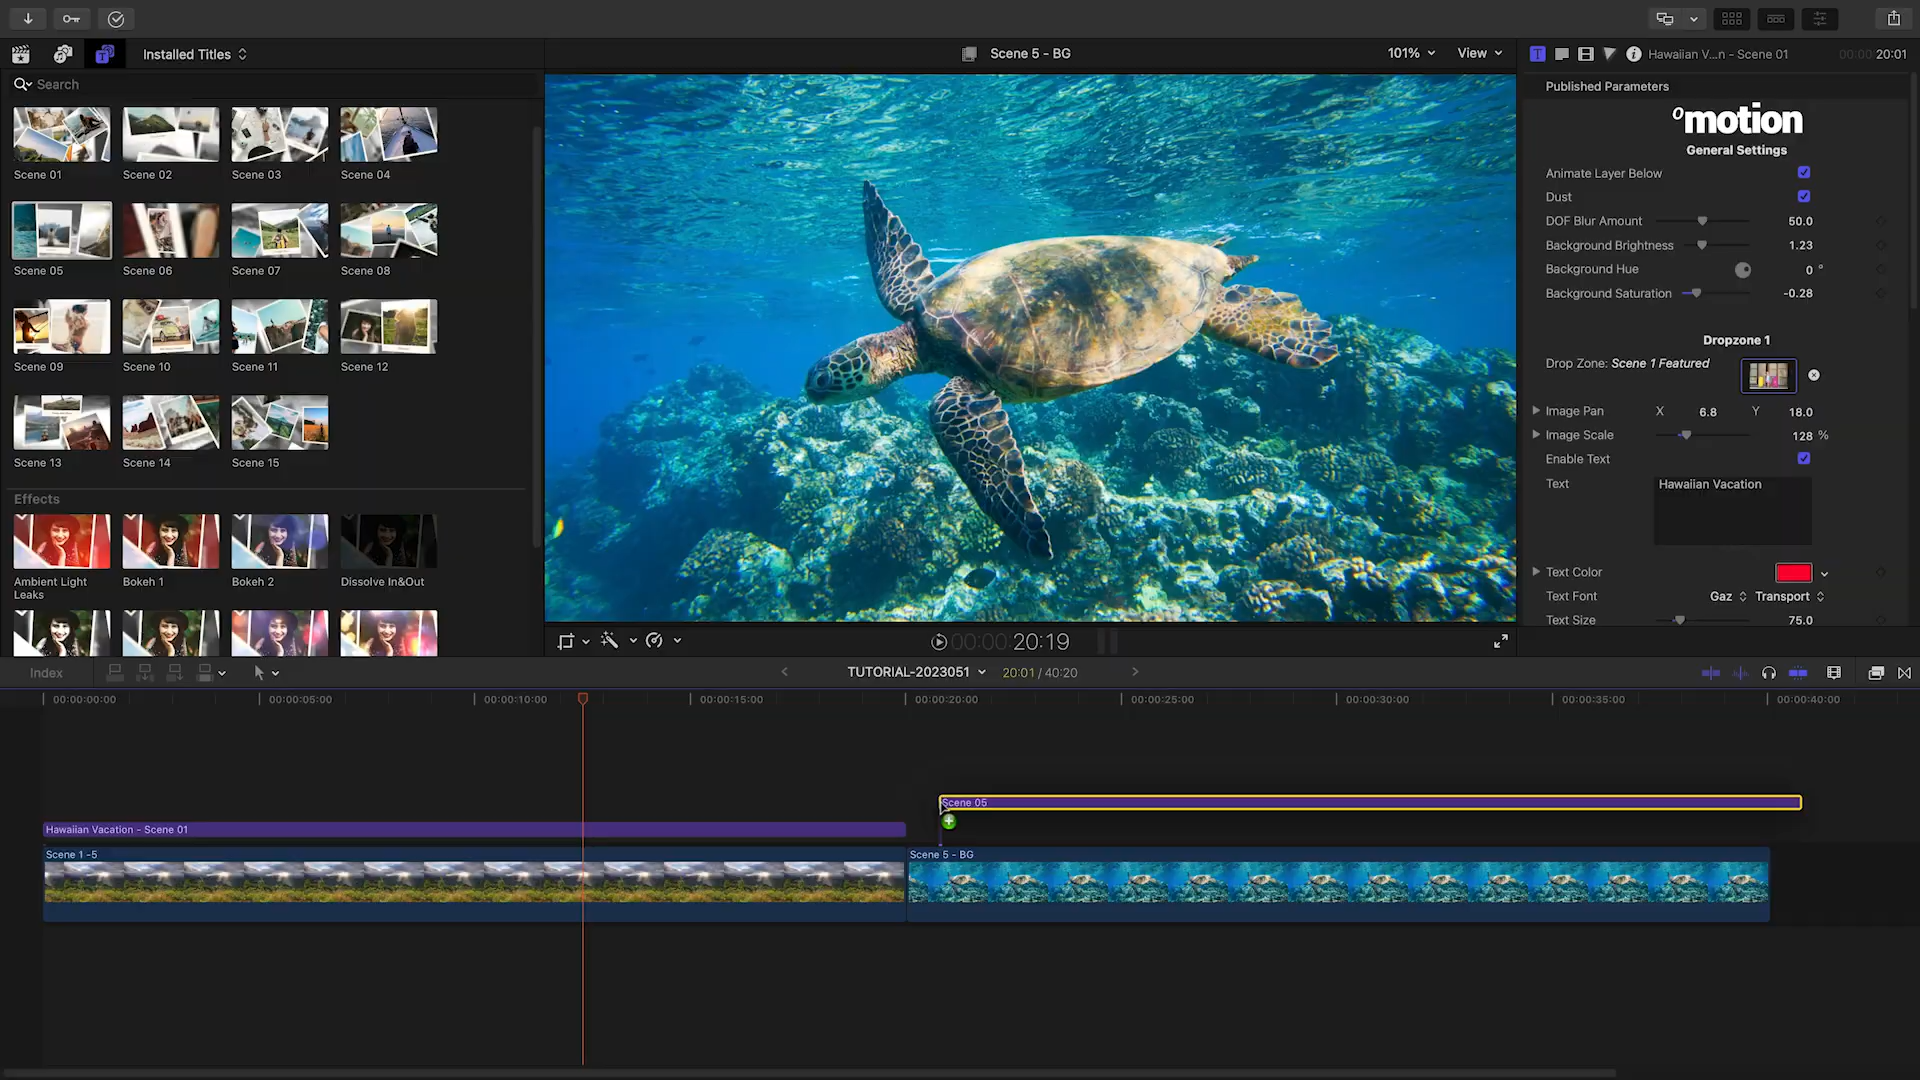 Installed Titles
Scene 5 - BG
101%
View
Hawaiian V...n - Scene 01
00:00:20:01
Search
Published Parameters
Scene 01
Scene 02
Scene 03
Scene 04
Scene 05
Scene 06
Scene 07
Scene 08
Scene 09
Scene 10
Scene 11
Scene 12
Scene 13
Scene 14
Scene 15
Effects
Ambient Light
Leaks
Bokeh 1
Bokeh 2
Dissolve In&Out
omotion
General Settings
Animate Layer Below
Dust
DOF Blur Amount 50.0
Background Brightness 1.23
Background Hue 0 °
Background Saturation -0.28
Dropzone 1
Drop Zone: Scene 1 Featured
Image Pan X 6.8 Y 18.0
Image Scale 128 %
Enable Text
Text
Hawaiian Vacation
Text Color
Text Font Gaz Transport
Text Size 75.0
00:00:20:19
Index
TUTORIAL-2023051
20:01 / 40:20
00:00:00:00
00:00:05:00
00:00:10:00
00:00:15:00
00:00:20:00
00:00:25:00
00:00:30:00
00:00:35:00
00:00:40:00
Scene 05
Hawaiian Vacation - Scene 01
Scene 1 -5
Scene 5 - BG